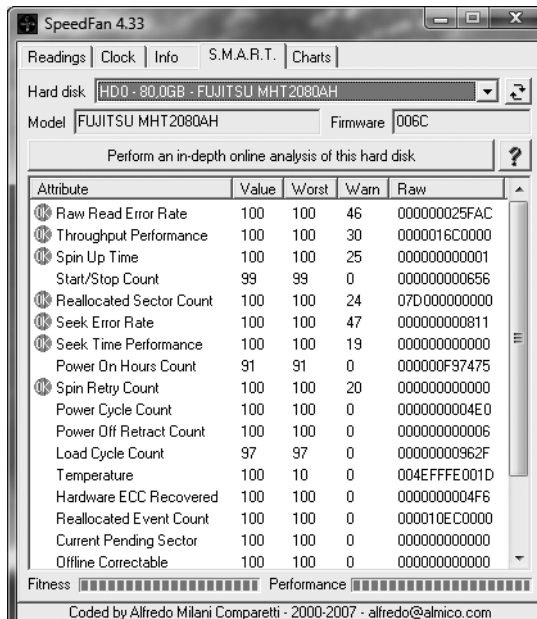 SpeedFan 4.33
Readings Clock Info S.M.A.R.T. Charts
Hard disk HD0 - 80,0GB - FUJITSU MHT2080AH
Model FUJITSU MHT2080AH Firmware 006C
Perform an in-depth online analysis of this hard disk ?
Attribute Value Worst Warn Raw
OK Raw Read Error Rate 100 100 46 000000025FAC
OK Throughput Performance 100 100 30 0000016C0000
OK Spin Up Time 100 100 25 000000000001
Start/Stop Count 99 99 0 000000000656
OK Reallocated Sector Count 100 100 24 07D000000000
OK Seek Error Rate 100 100 47 000000000811
OK Seek Time Performance 100 100 19 000000000000
Power On Hours Count 91 91 0 000000F97475
OK Spin Retry Count 100 100 20 000000000000
Power Cycle Count 100 100 0 0000000004E0
Power Off Retract Count 100 100 0 000000000006
Load Cycle Count 97 97 0 00000000962F
Temperature 100 10 0 004EFFFE001D
Hardware ECC Recovered 100 100 0 0000000004F6
Reallocated Event Count 100 100 0 000010EC0000
Current Pending Sector 100 100 0 000000000000
Offline Correctable 100 100 0 000000000000
Fitness Performance
Coded by Alfredo Milani Comparetti - 2000-2007 - alfredo@almico.com